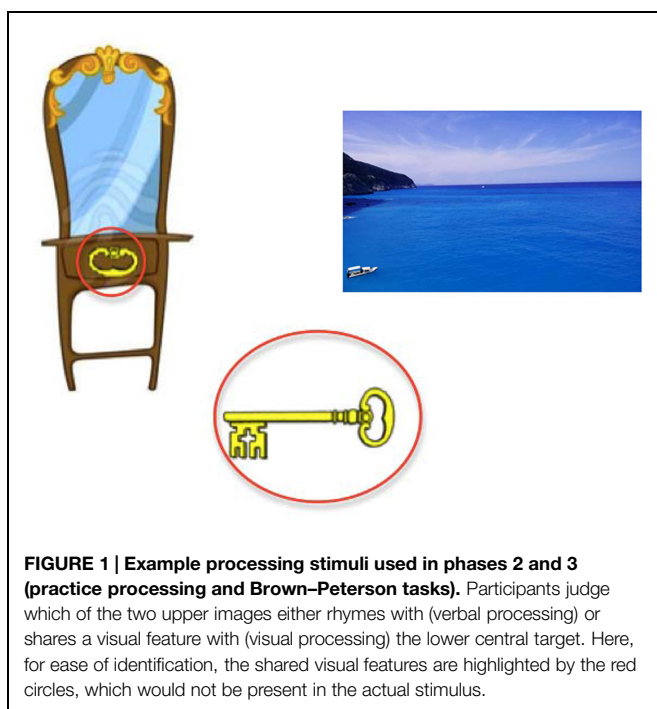 FIGURE 1 | Example processing stimuli used in phases 2 and 3
(practice processing and Brown–Peterson tasks). Participants judge
which of the two upper images either rhymes with (verbal processing) or
shares a visual feature with (visual processing) the lower central target. Here,
for ease of identification, the shared visual features are highlighted by the red
circles, which would not be present in the actual stimulus.